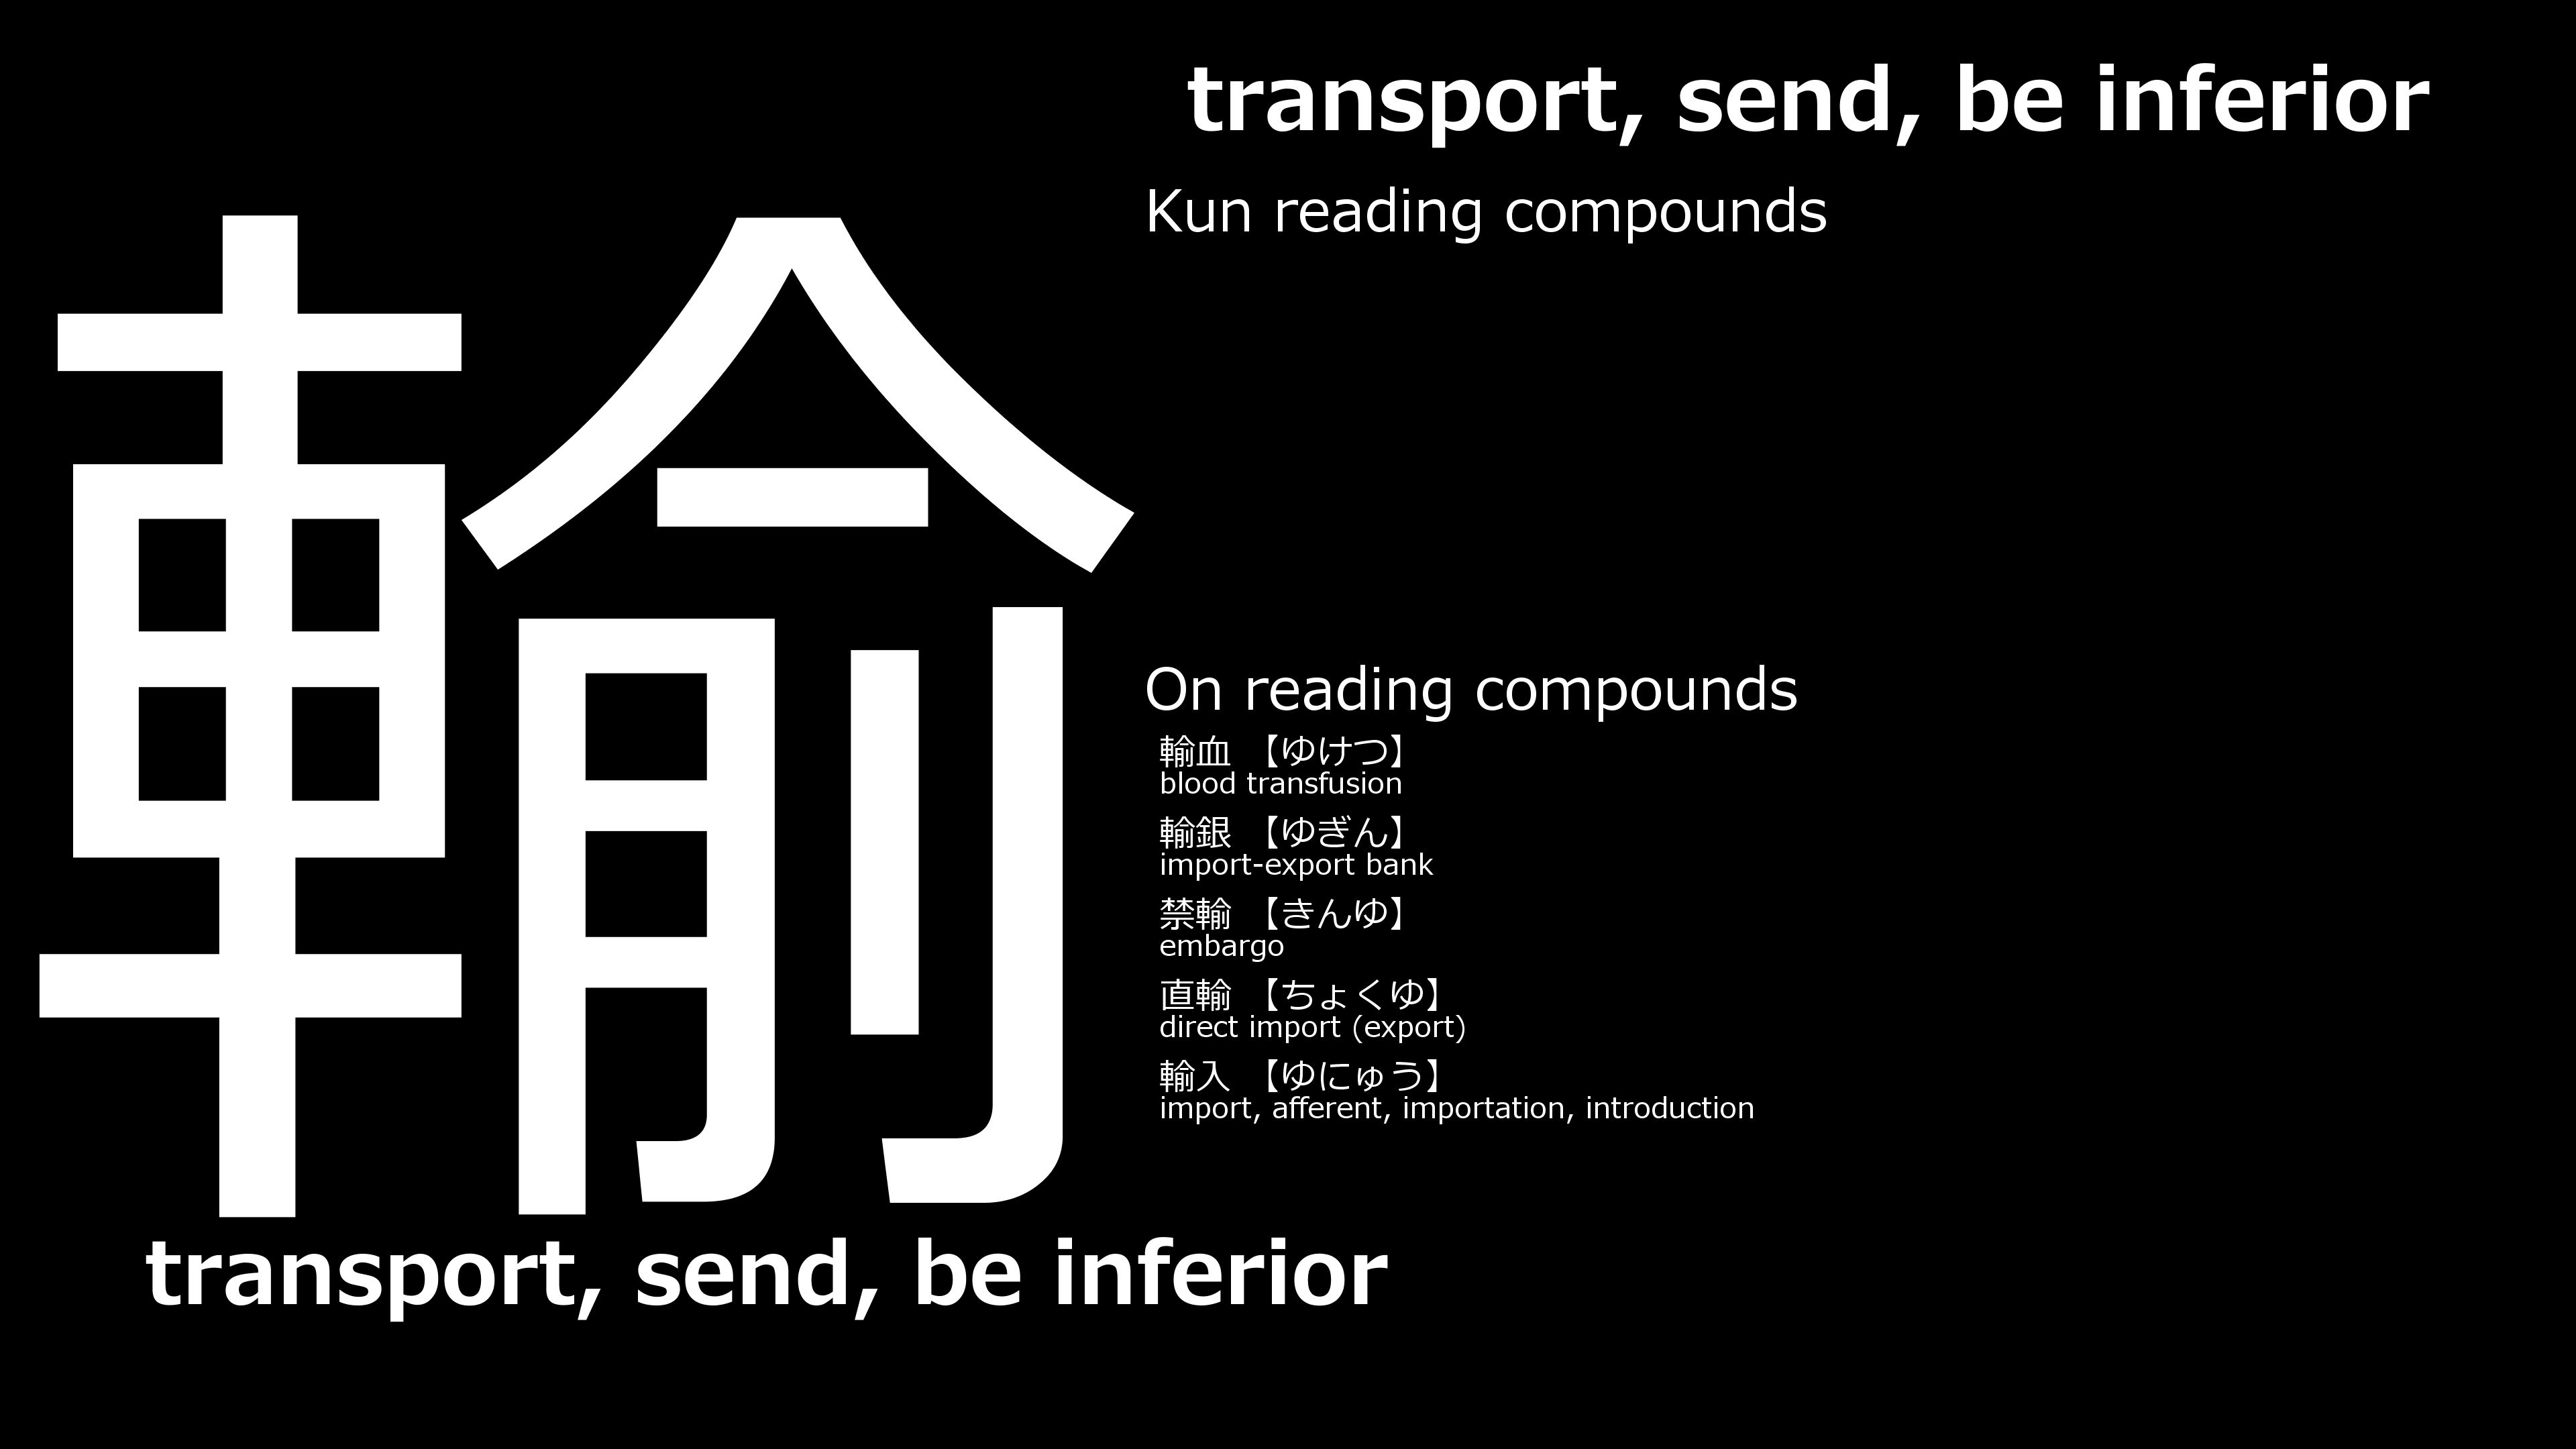 輸
transport, send, be inferior
transport, send, be inferior
Kun reading compounds
On reading compounds
輸血 【ゆけつ】
blood transfusion
輸銀 【ゆぎん】
import-export bank
禁輸 【きんゆ】
embargo
直輸 【ちょくゆ】
direct import (export)
輸入 【ゆにゅう】
import, afferent, importation, introduction